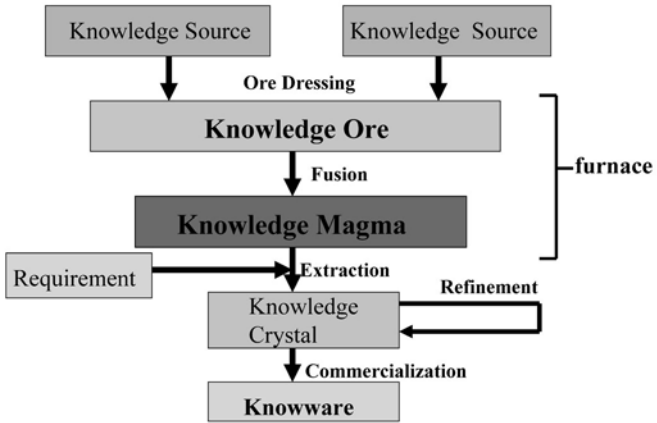 Knowledge Source
Knowledge Source
Ore Dressing
Knowledge Ore
furnace
Fusion
Knowledge Magma
Requirement
Extraction
Refinement
Knowledge
Crystal
Commercialization
Knowware